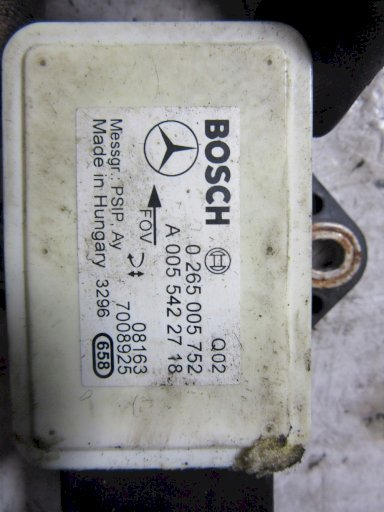 BOSCH
0 265 005 752 Q02
A 005 542 27 18
FOV
08163
Messgr.: PSIP, Ay 7008925
Made in Hungary 3296 658